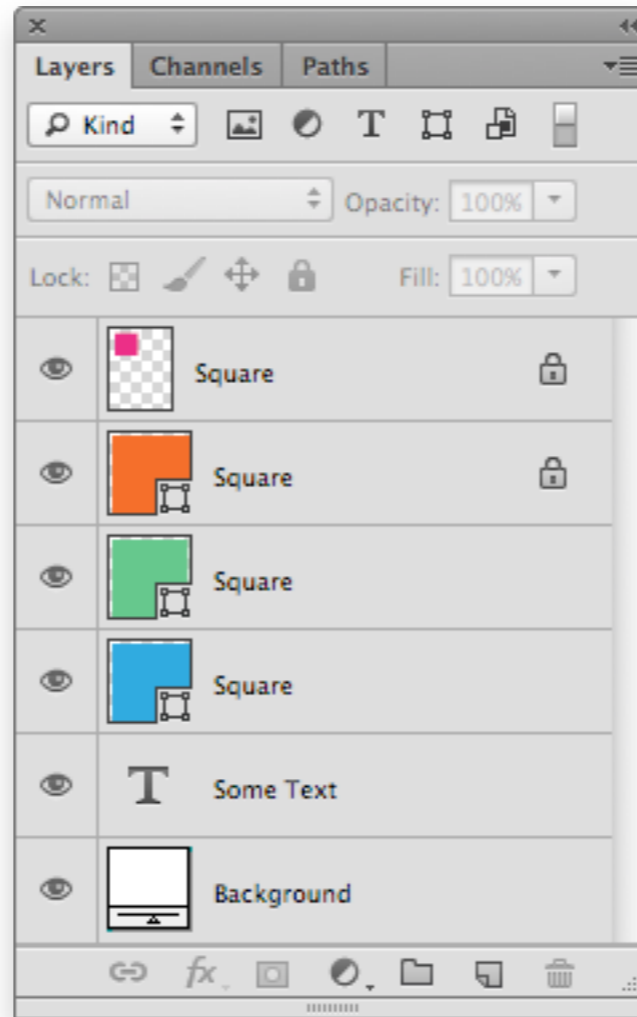 Layers Channels Paths
Kind T
Normal Opacity: 100%
Lock: Fill: 100%
Square
Square
Square
Square
T Some Text
Background
fx